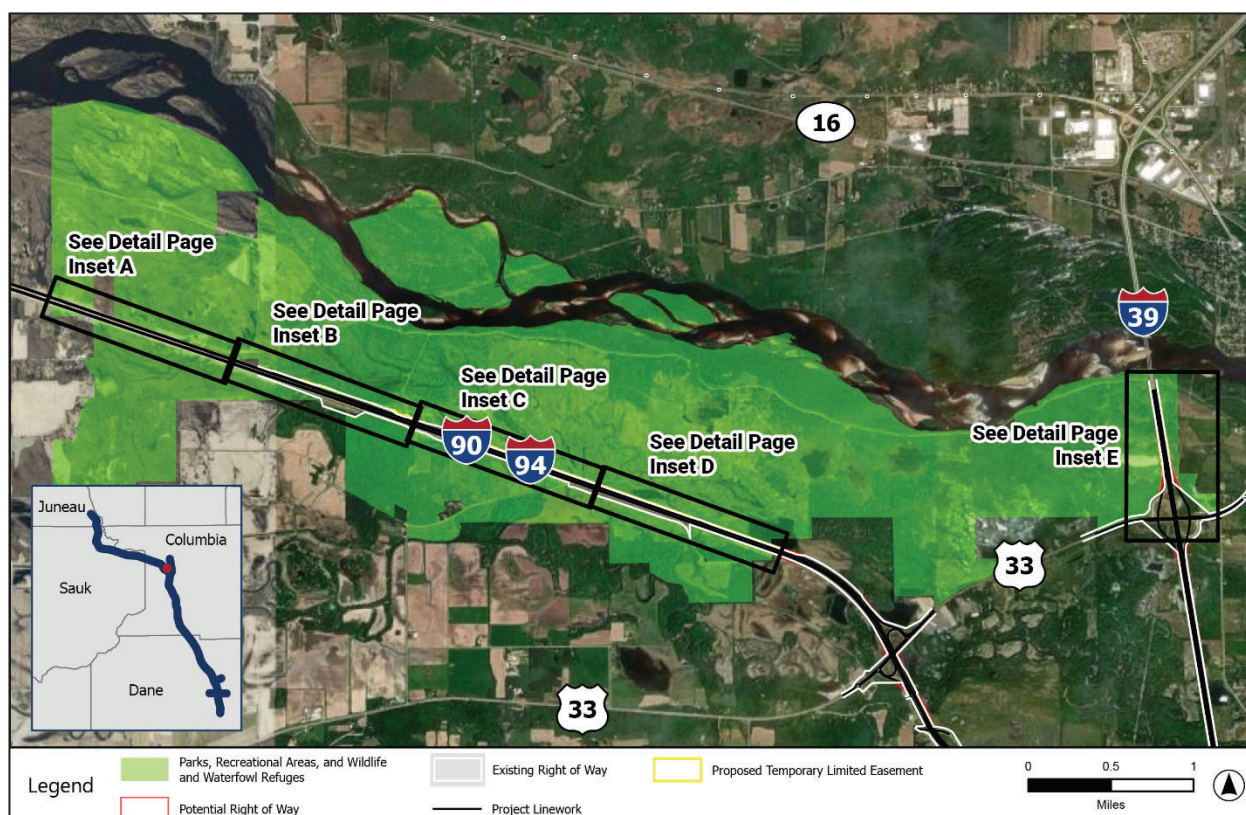 16
See Detail Page
Inset A
See Detail Page
Inset B
39
See Detail Page
Inset C
90
94
See Detail Page
Inset D
See Detail Page
Inset E
33
33
Juneau
Columbia
Sauk
Dane
Legend
Parks, Recreational Areas, and Wildlife
and Waterfowl Refuges
Existing Right of Way
Proposed Temporary Limited Easement
Potential Right of Way
Project Linework
0 0.5 1
Miles